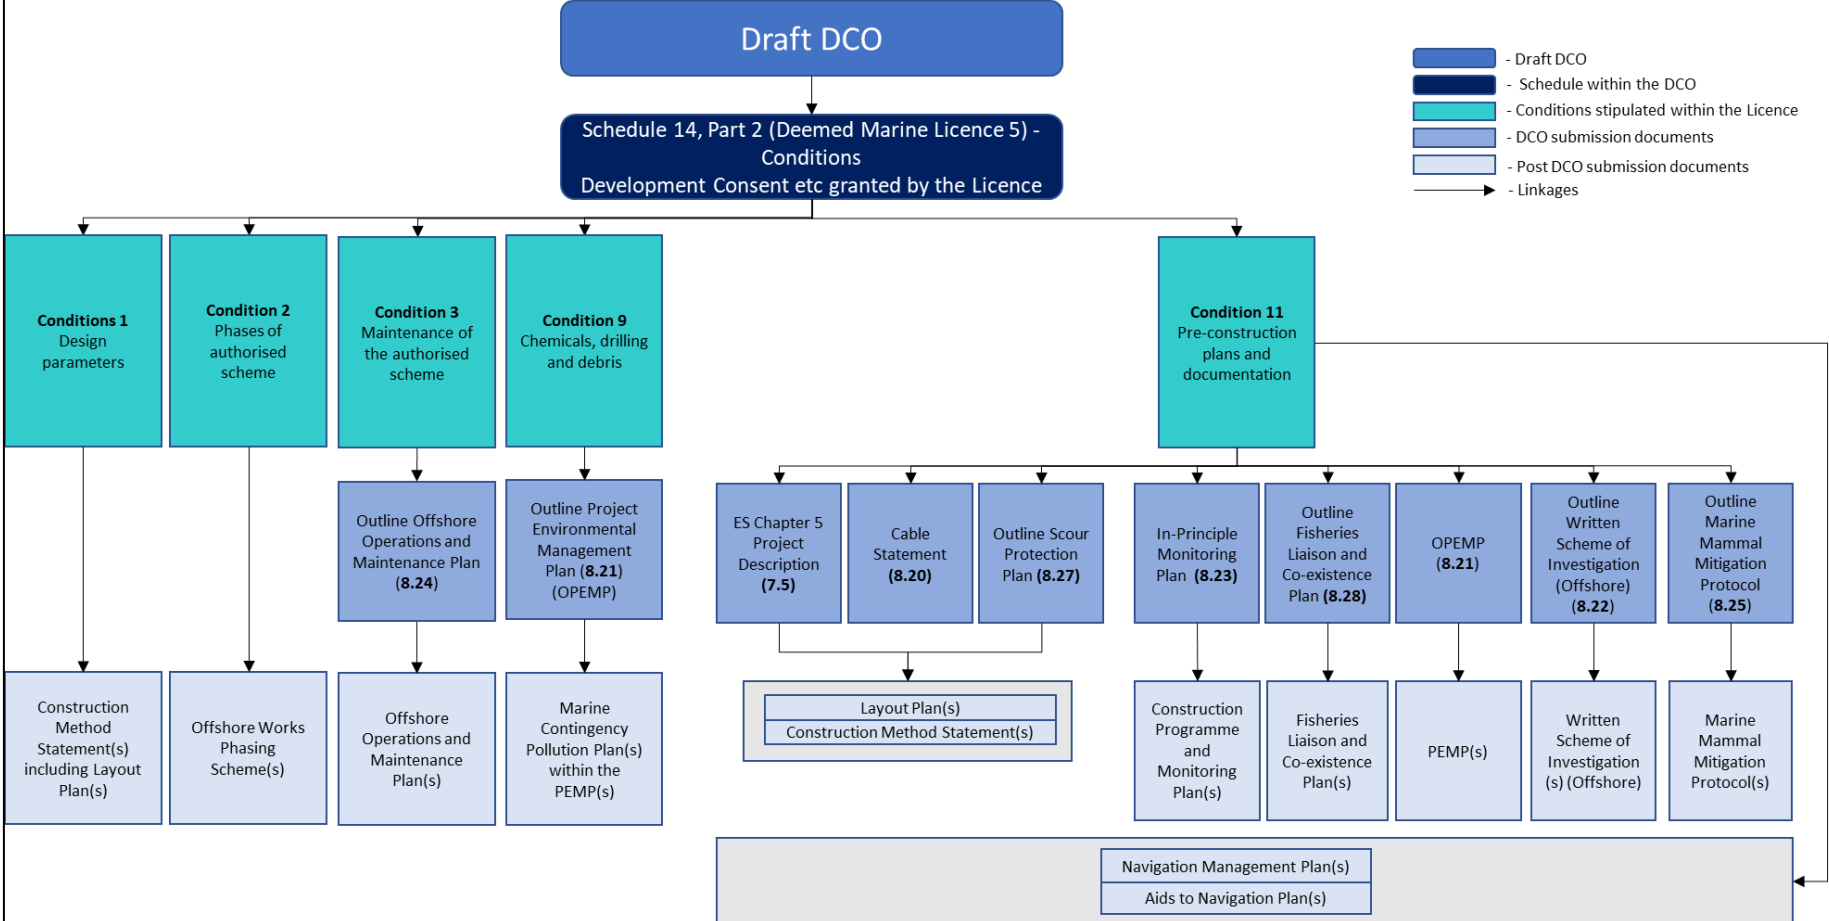 Draft DCO
- Draft DCO
- Schedule within the DCO
- Conditions stipulated within the Licence
- DCO submission documents
- Post DCO submission documents
- Linkages
Schedule 14, Part 2 (Deemed Marine Licence 5) -
Conditions
Development Consent etc granted by the Licence
Conditions 1
Design
parameters
Condition 2
Phases of
authorised
scheme
Condition 3
Maintenance of
the authorised
scheme
Condition 9
Chemicals, drilling
and debris
Condition 11
Pre-construction
plans and
documentation
Outline Offshore
Operations and
Maintenance Plan
(8.24)
Outline Project
Environmental
Management
Plan (8.21)
(OPEMP)
ES Chapter 5
Project
Description
(7.5)
Cable
Statement
(8.20)
Outline Scour
Protection
Plan (8.27)
In-Principle
Monitoring
Plan (8.23)
Outline
Fisheries
Liaison and
Co-existence
Plan (8.28)
OPEMP
(8.21)
Outline
Written
Scheme of
Investigation
(Offshore)
(8.22)
Outline
Marine
Mammal
Mitigation
Protocol
(8.25)
Construction
Method
Statement(s)
including Layout
Plan(s)
Offshore Works
Phasing
Scheme(s)
Offshore
Operations and
Maintenance
Plan(s)
Marine
Contingency
Pollution Plan(s)
within the
PEMP(s)
Layout Plan(s)
Construction Method Statement(s)
Construction
Programme
and
Monitoring
Plan(s)
Fisheries
Liaison and
Co-existence
Plan(s)
PEMP(s)
Written
Scheme of
Investigation
(s) (Offshore)
Marine
Mammal
Mitigation
Protocol(s)
Navigation Management Plan(s)
Aids to Navigation Plan(s)